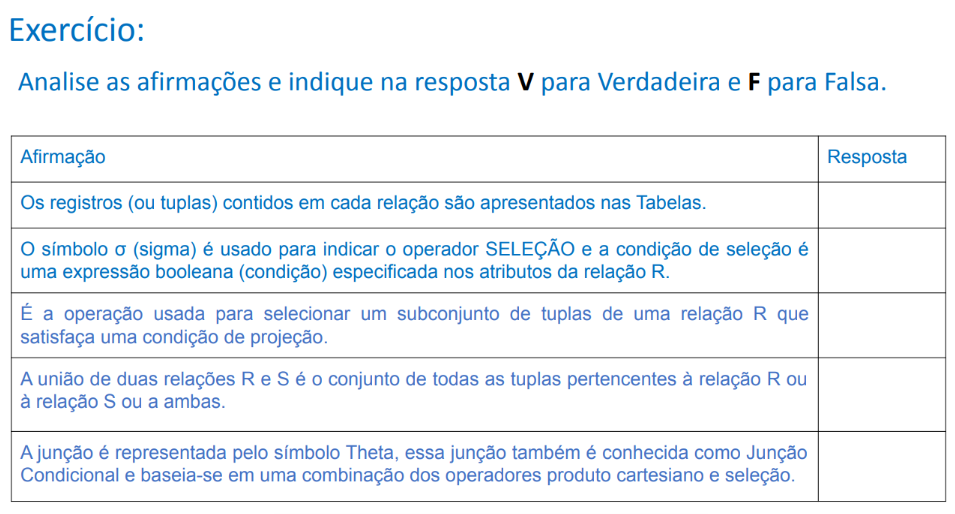 Exercício:
Analise as afirmações e indique na resposta V para Verdadeira e F para Falsa.
Afirmação
Resposta
Os registros (ou tuplas) contidos em cada relação são apresentados nas Tabelas.
O símbolo σ (sigma) é usado para indicar o operador SELEÇÃO e a condição de seleção é
uma expressão booleana (condição) especificada nos atributos da relação R.
É a operação usada para selecionar um subconjunto de tuplas de uma relação R que
satisfaça uma condição de projeção.
A união de duas relações R e S é o conjunto de todas as tuplas pertencentes à relação R ou
à relação S ou a ambas.
A junção é representada pelo símbolo Theta, essa junção também é conhecida como Junção
Condicional e baseia-se em uma combinação dos operadores produto cartesiano e seleção.